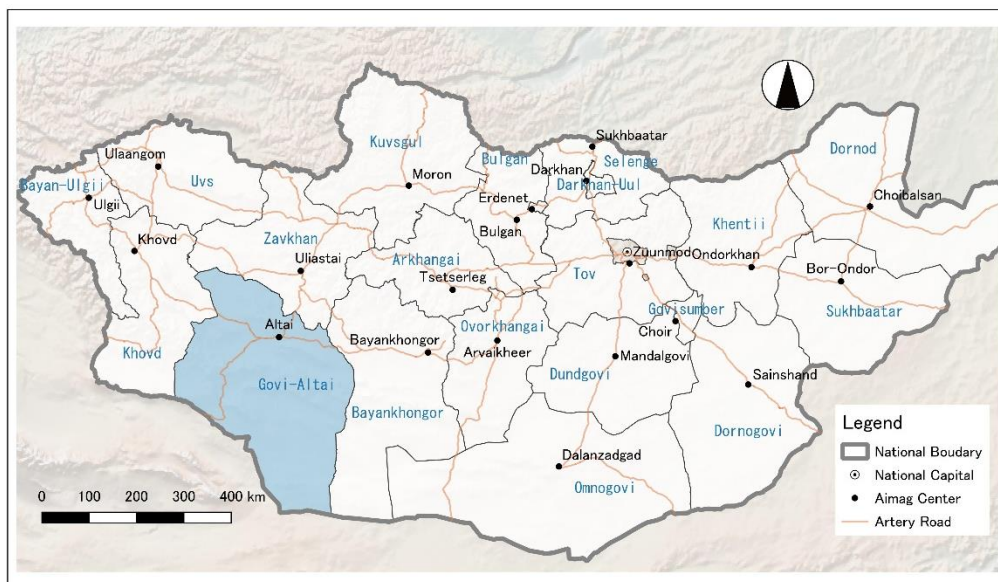 Sukhbaatar
Kuvsgul
Bulgan
Selenge
Dornod
Ulaangom
Darkhan
Bayan-Ulgii
Uvs
Moron
Darkhan-Uul
Ulgii
Erdenet
Choibalsan
Bulgan
Khentii
Khovd
Zavkhan
Arkhangai
Zuunmod
Ondorkhan
Uliastai
Tsetserleg
Tov
Bor-Ondor
Govisumber
Sukhbaatar
Altai
Ovorkhangai
Choir
Khovd
Bayankhongor
Arvaikheer
Mandalgovi
Govi-Altai
Dundgovi
Sainshand
Bayankhongor
Dornogovi
Dalanzadgad
Omnogovi
Legend
National Boudary
National Capital
Aimag Center
Artery Road
0 100 200 300 400 km